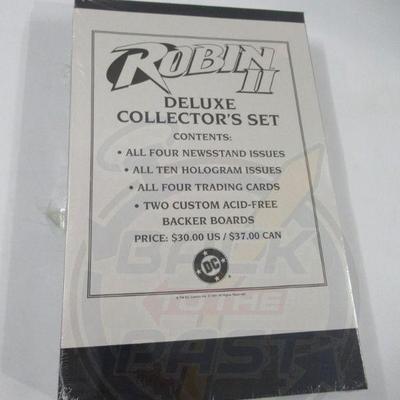 ROBIN II
DELUXE
COLLECTOR'S SET
CONTENTS:
• ALL FOUR NEWSSTAND ISSUES
• ALL TEN HOLOGRAM ISSUES
• ALL FOUR TRADING CARDS
• TWO CUSTOM ACID-FREE
BACKER BOARDS
PRICE: $30.00 US / $37.00 CAN
DC
BACK
TO THE
PAST